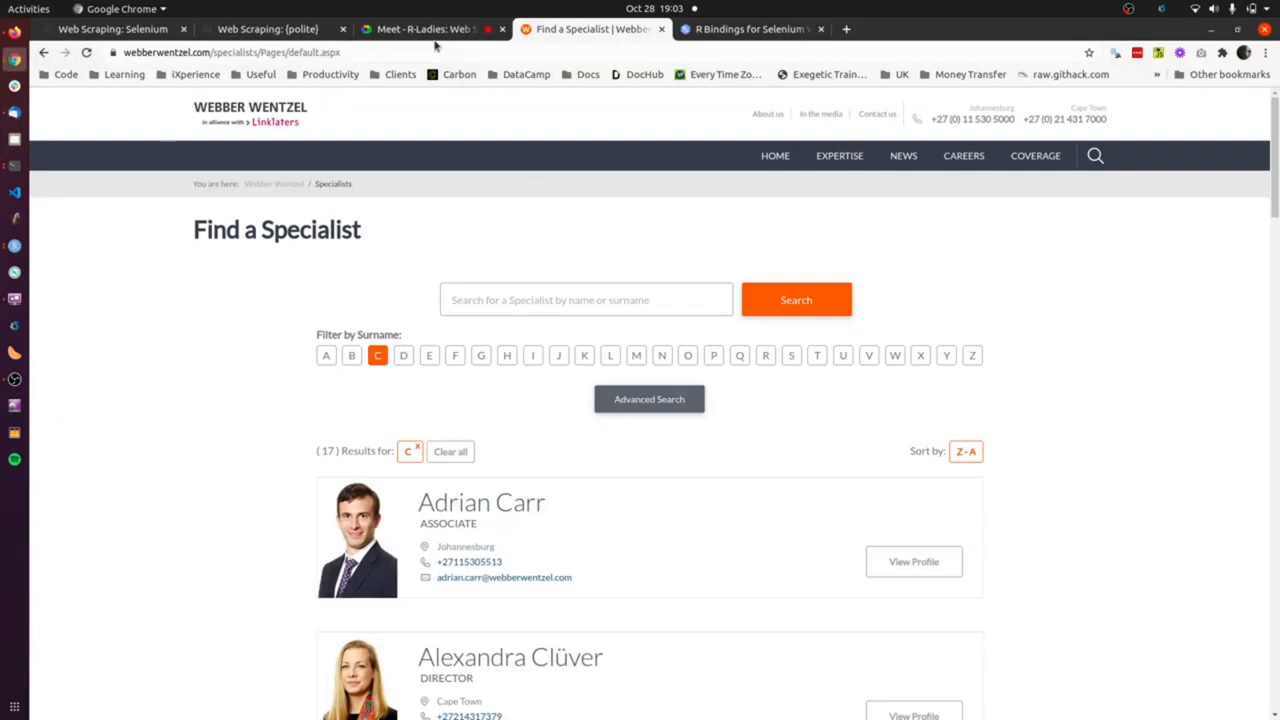 Activities Google Chrome Oct 28 19:03
Web Scraping: Selenium Web Scraping: {polite} Meet - R-Ladies: Web S Find a Specialist | Webbe R Bindings for Selenium W
webberwentzel.com/specialists/Pages/default.aspx
Code Learning iXperience Useful Productivity Clients Carbon DataCamp Docs DocHub Every Time Zo... Exegetic Train... UK Money Transfer raw.githack.com » Other bookmarks
WEBBER WENTZEL
in alliance with > Linklaters
About us In the media Contact us
Johannesburg Cape Town
+27 (0) 11 530 5000 +27 (0) 21 431 7000
HOME EXPERTISE NEWS CAREERS COVERAGE
You are here: Webber Wentzel / Specialists
Find a Specialist
Search for a Specialist by name or surname Search
Filter by Surname:
A B C D E F G H I J K L M N O P Q R S T U V W X Y Z
Advanced Search
( 17 ) Results for: C x Clear all Sort by: Z - A
Adrian Carr
ASSOCIATE
Johannesburg
+27115305513 View Profile
adrian.carr@webberwentzel.com
Alexandra Clüver
DIRECTOR
Cape Town
+27214317379 View Profile